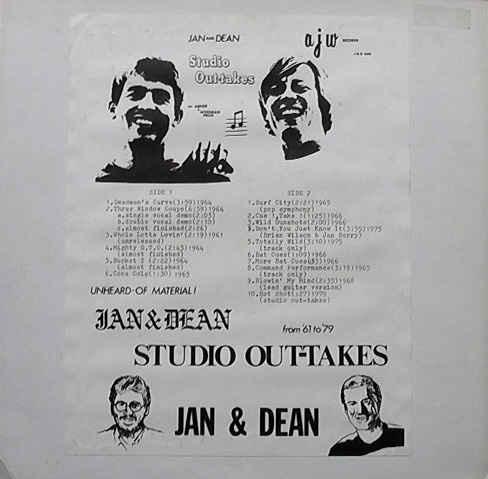 JAN AND DEAN
ajw RECORDS
Studio
Out-takes
SIDE 1
1.Deadman's Curve(3:59)1964
2.Three Window Coupe(6:39)1964
a.single vocal demo(2:03)
b.double vocal demo(2:10)
c.almost finished(2:26)
3.Whole Lotta Lovin'(2:19)1961
(unreleased)
4.Mighty G.T.O.(2:45)1964
(almost finished)
5.Bucket T (2:22)1964
(almost finished)
6.Coca Cola(1:30)1965
SIDE 2
1.Surf City(2:21)1965
(pop symphony)
2.Cue 1,Take 1(1:25)1966
3.Wild Gunshots(2:00)1966
4.Don't You Just Know It(3:55)1975
(Brian Wilson & Jan Berry)
5.Totally Wild(3:10)1975
(track only)
6.Bat Cues(1:09)1966
7.More Bat Cues(:35)1966
8.Command Performance(3:18)1965
(track only)
9.Blowin' My Mind(2:35)1968
(lead guitar version)
10.Hot Shot(:27)1979
(studio out-takes)
UNHEARD-OF MATERIAL!
JAN & DEAN
from '61 to '79
STUDIO OUT-TAKES
JAN & DEAN